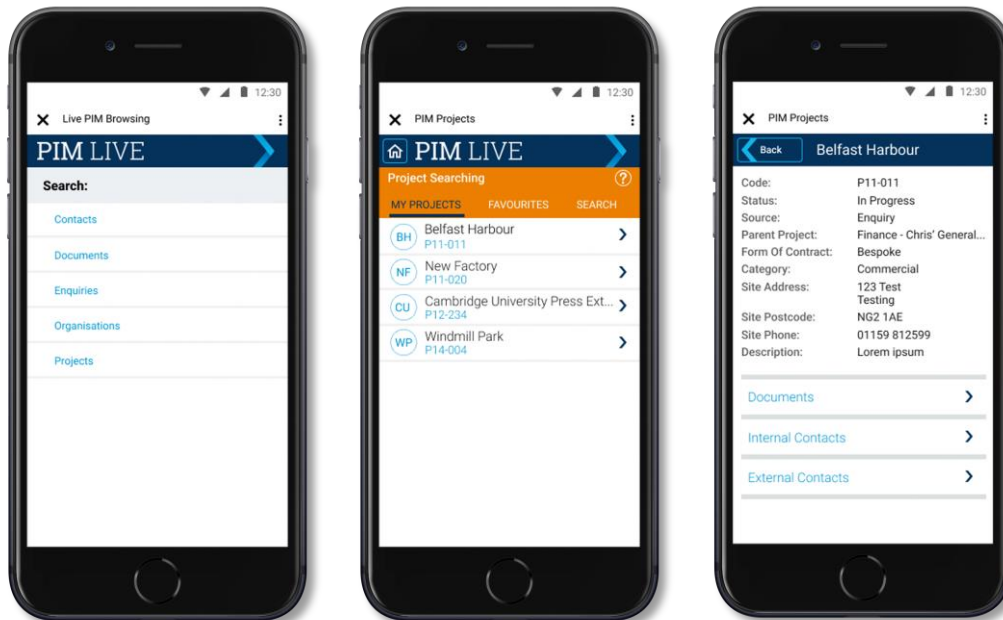 12:30
Live PIM Browsing
PIM LIVE
Search:
Contacts
Documents
Enquiries
Organisations
Projects
12:30
PIM Projects
PIM LIVE
Project Searching ?
MY PROJECTS FAVOURITES SEARCH
BH Belfast Harbour
P11-011
NF New Factory
P11-020
CU Cambridge University Press Ext...
P12-234
WP Windmill Park
P14-004
12:30
PIM Projects
Back Belfast Harbour
Code: P11-011
Status: In Progress
Source: Enquiry
Parent Project: Finance - Chris' General...
Form Of Contract: Bespoke
Category: Commercial
Site Address: 123 Test
Testing
Site Postcode: NG2 1AE
Site Phone: 01159 812599
Description: Lorem ipsum
Documents
Internal Contacts
External Contacts